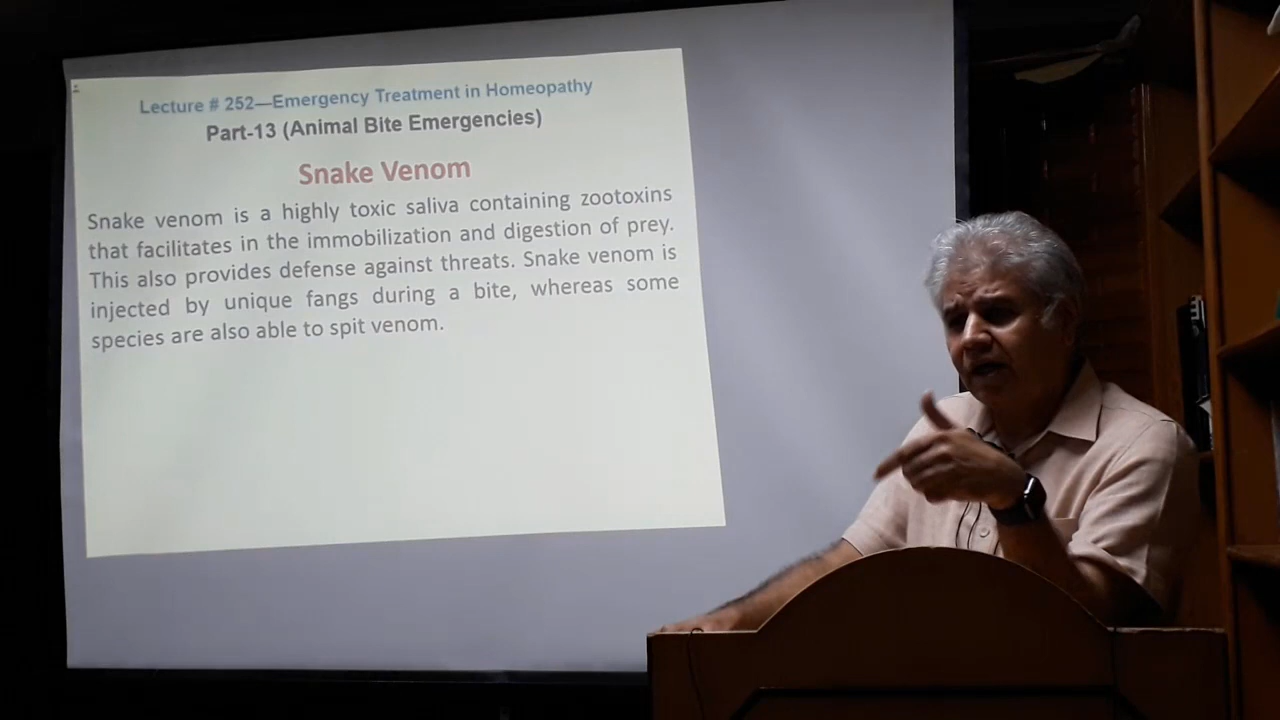 Lecture # 252—Emergency Treatment in Homeopathy
Part-13 (Animal Bite Emergencies)
Snake Venom
Snake venom is a highly toxic saliva containing zootoxins
that facilitates in the immobilization and digestion of prey.
This also provides defense against threats. Snake venom is
injected by unique fangs during a bite, whereas some
species are also able to spit venom.